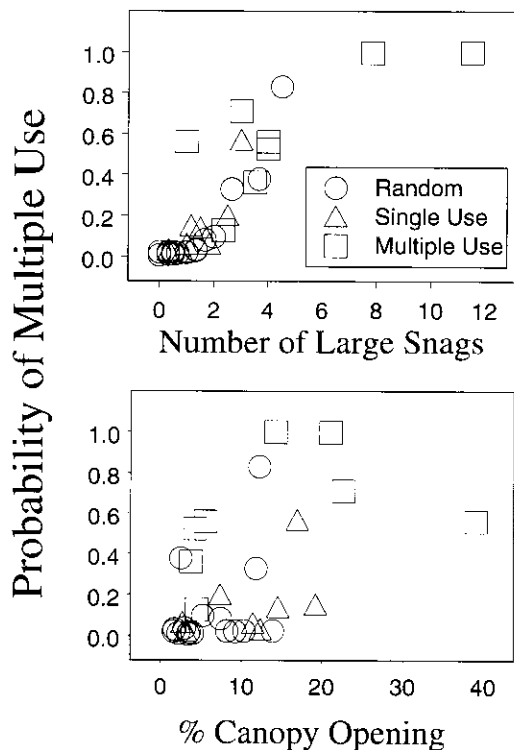 Probability of Multiple Use
1.0
0.8
0.6
0.4
0.2
0.0
Random
Single Use
Multiple Use
0 2 4 6 8 10 12
Number of Large Snags
1.0
0.8
0.6
0.4
0.2
0.0
0 10 20 30 40
% Canopy Opening